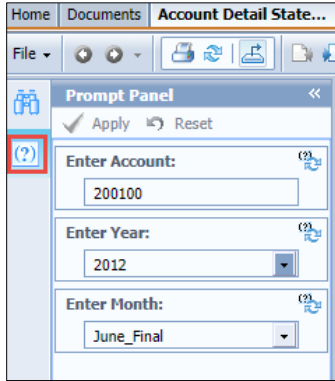 Home Documents Account Detail State...
File
Prompt Panel «
Apply Reset
(?)
Enter Account: (?)
200100
Enter Year: (?)
2012
Enter Month: (?)
June_Final